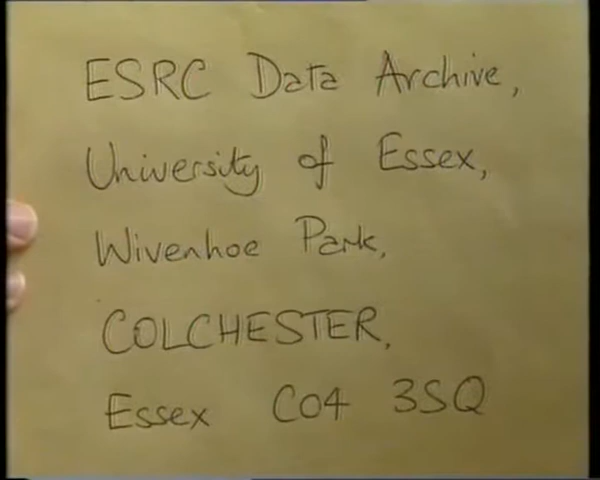 ESRC Data Archive,
University of Essex,
Wivenhoe Park,
COLCHESTER,
Essex CO4 3SQ